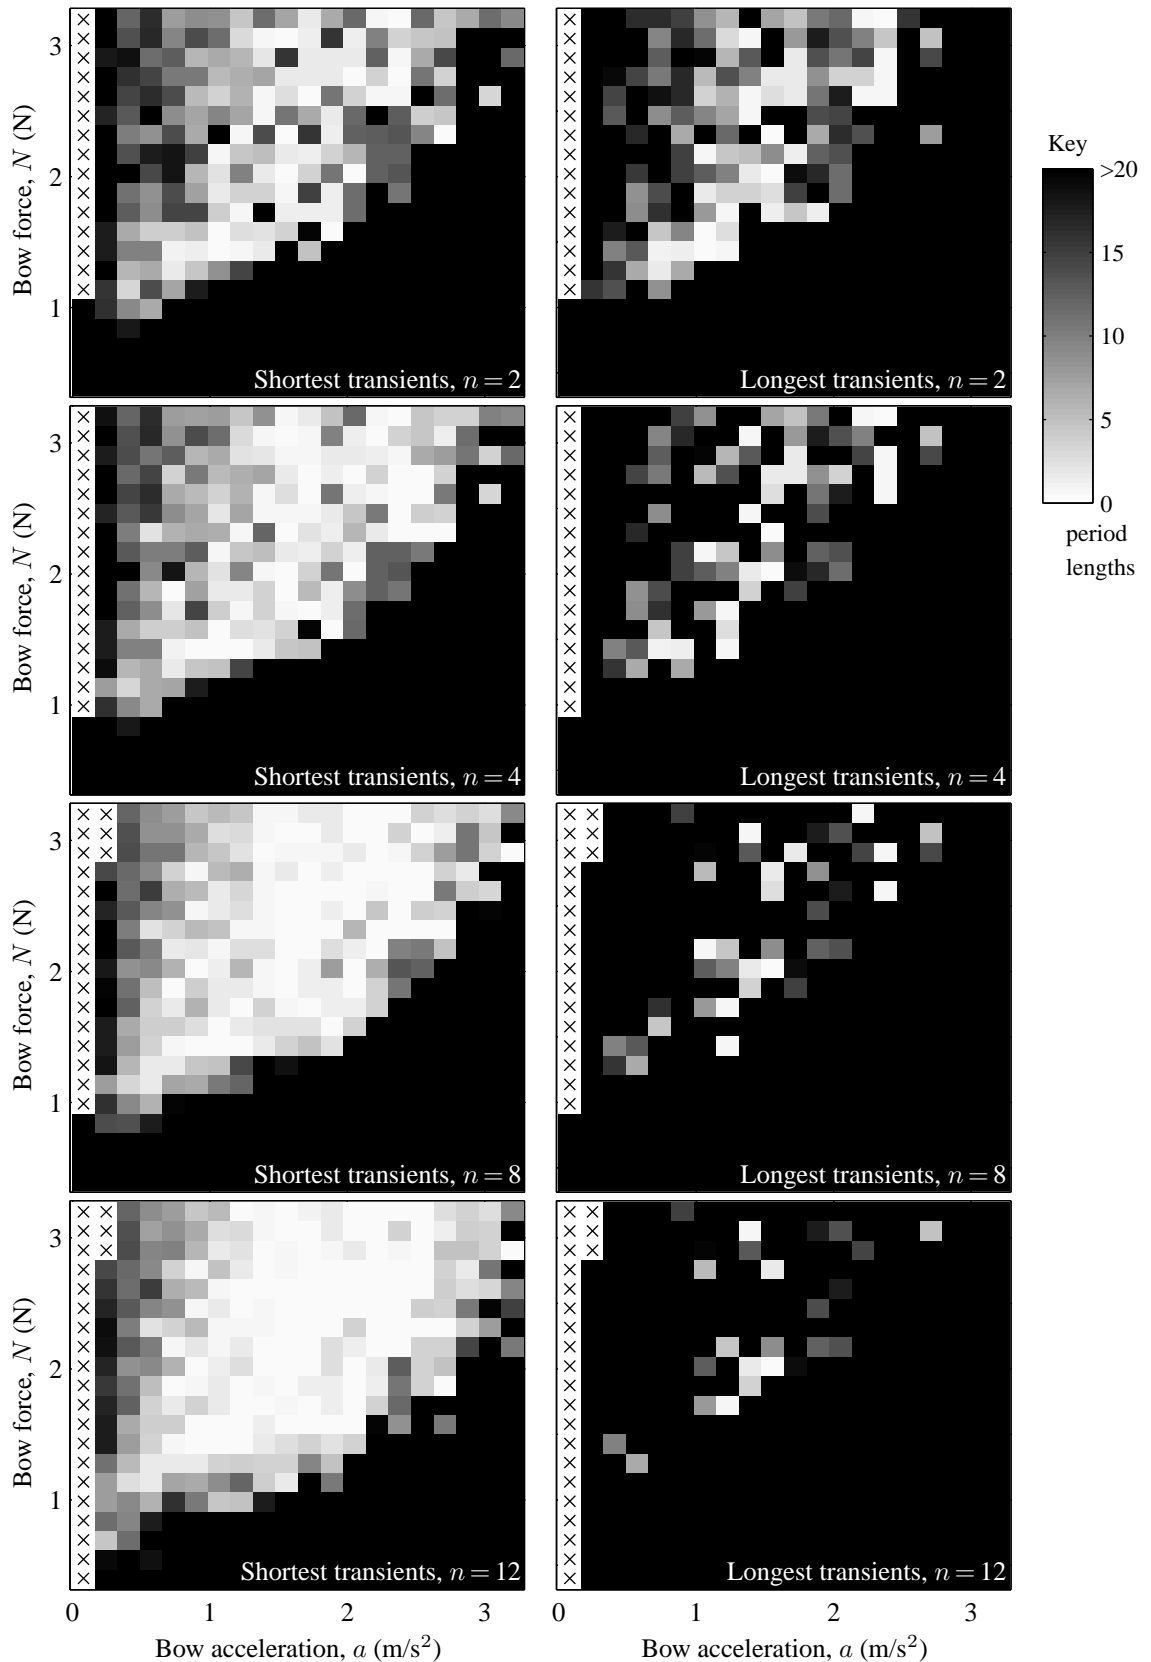 3
2
1
Bow force, N (N)
Shortest transients, n = 2
Longest transients, n = 2
Key
>20
15
10
5
0
period
lengths
3
2
1
Bow force, N (N)
Shortest transients, n = 4
Longest transients, n = 4
3
2
1
Bow force, N (N)
Shortest transients, n = 8
Longest transients, n = 8
3
2
1
Bow force, N (N)
Shortest transients, n = 12
Longest transients, n = 12
0 1 2 3
0 1 2 3
Bow acceleration, a (m/s²)
Bow acceleration, a (m/s²)